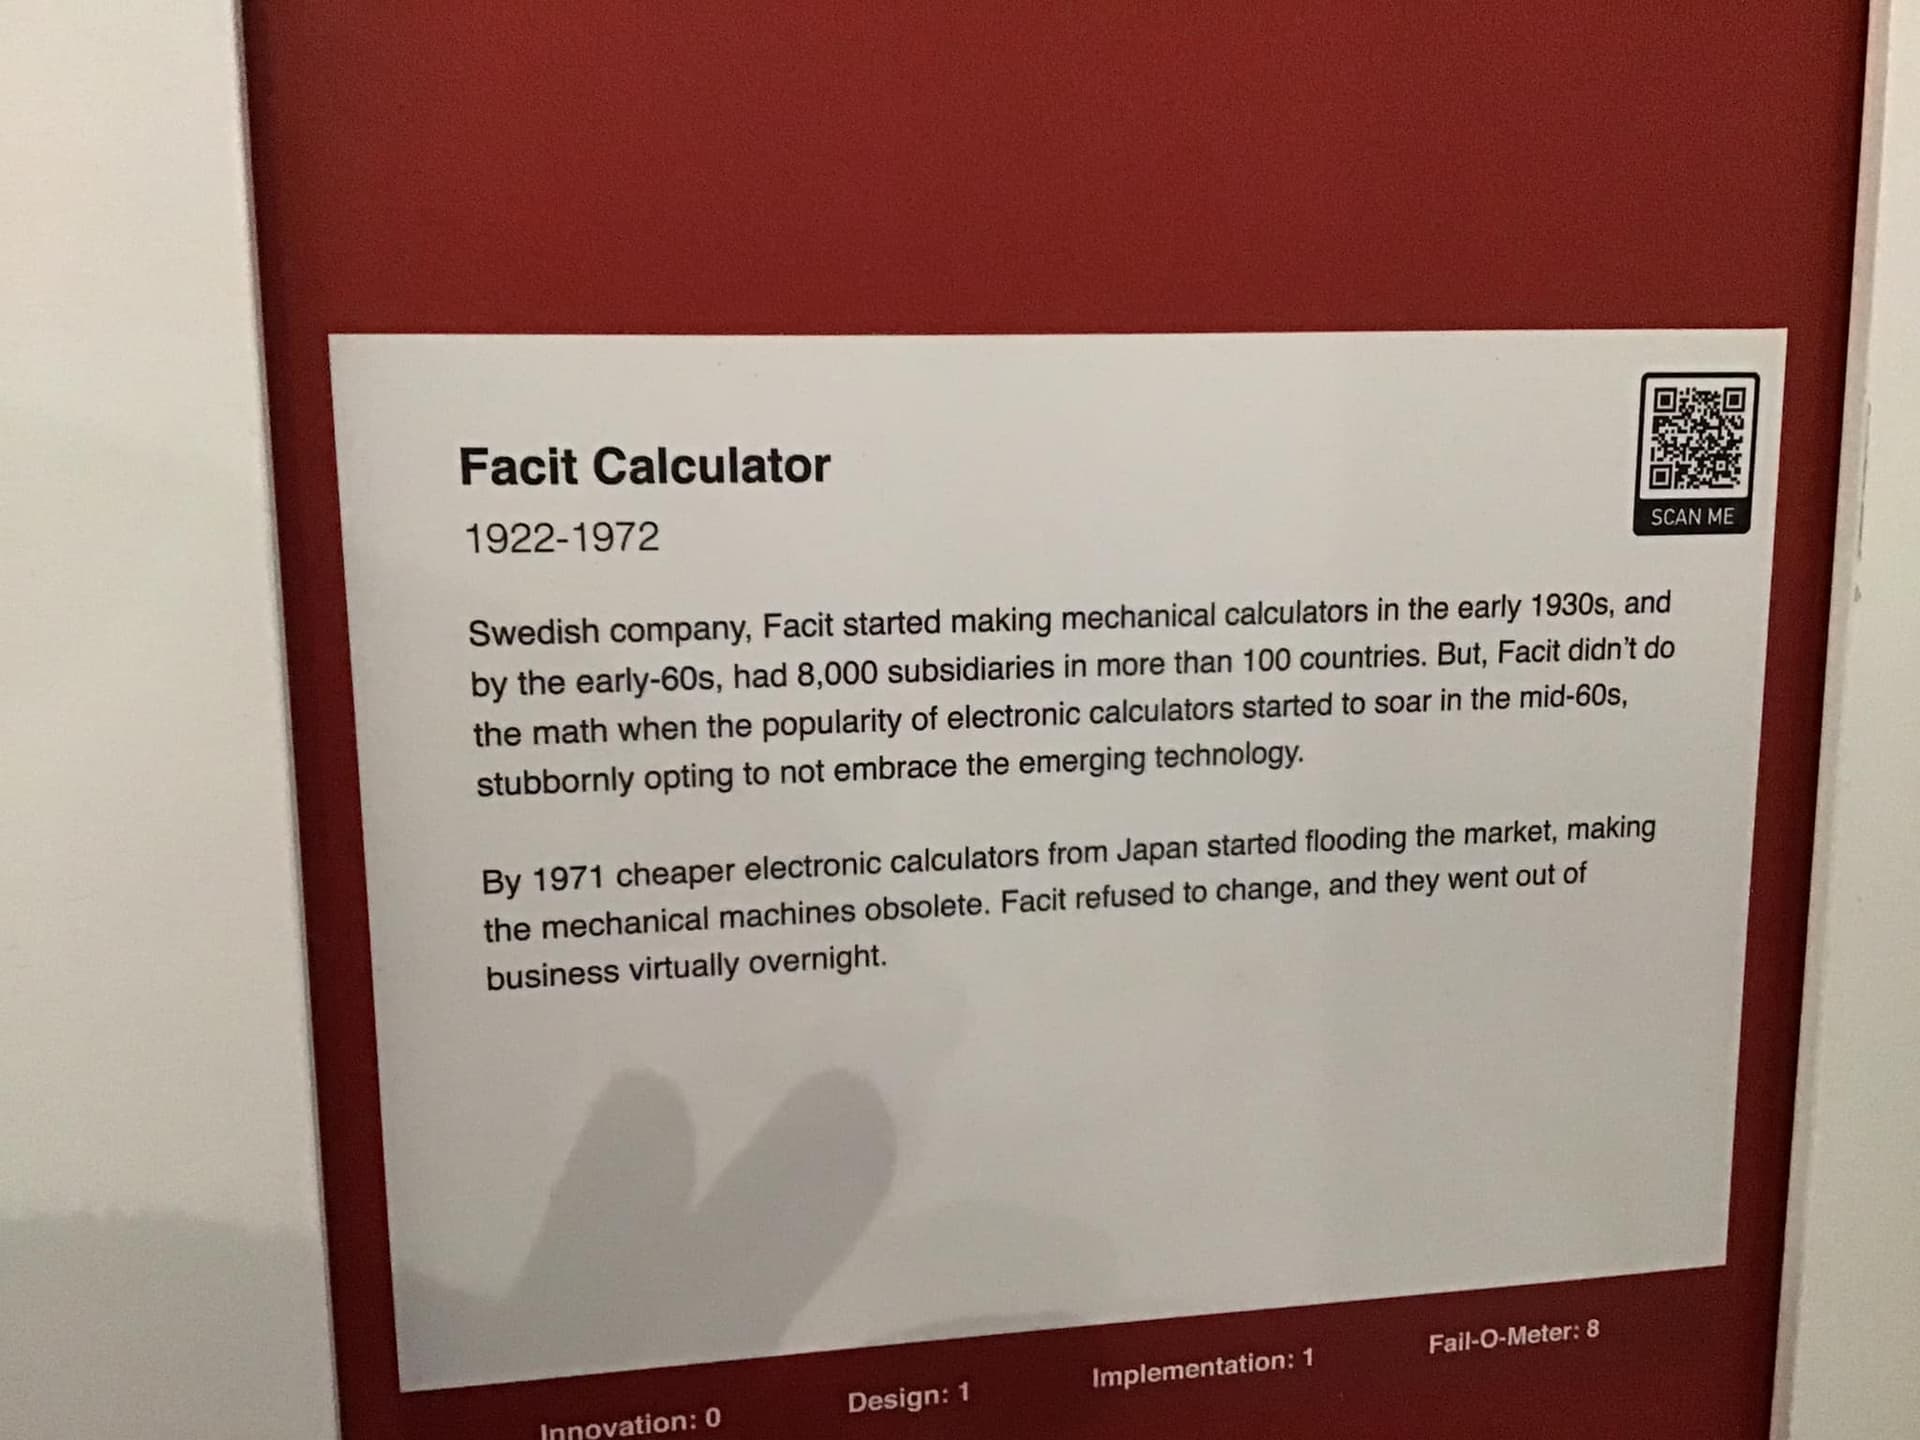 SCAN ME
Facit Calculator
1922-1972
Swedish company, Facit started making mechanical calculators in the early 1930s, and
by the early-60s, had 8,000 subsidiaries in more than 100 countries. But, Facit didn't do
the math when the popularity of electronic calculators started to soar in the mid-60s,
stubbornly opting to not embrace the emerging technology.
By 1971 cheaper electronic calculators from Japan started flooding the market, making
the mechanical machines obsolete. Facit refused to change, and they went out of
business virtually overnight.
Innovation: 0 Design: 1 Implementation: 1 Fail-O-Meter: 8